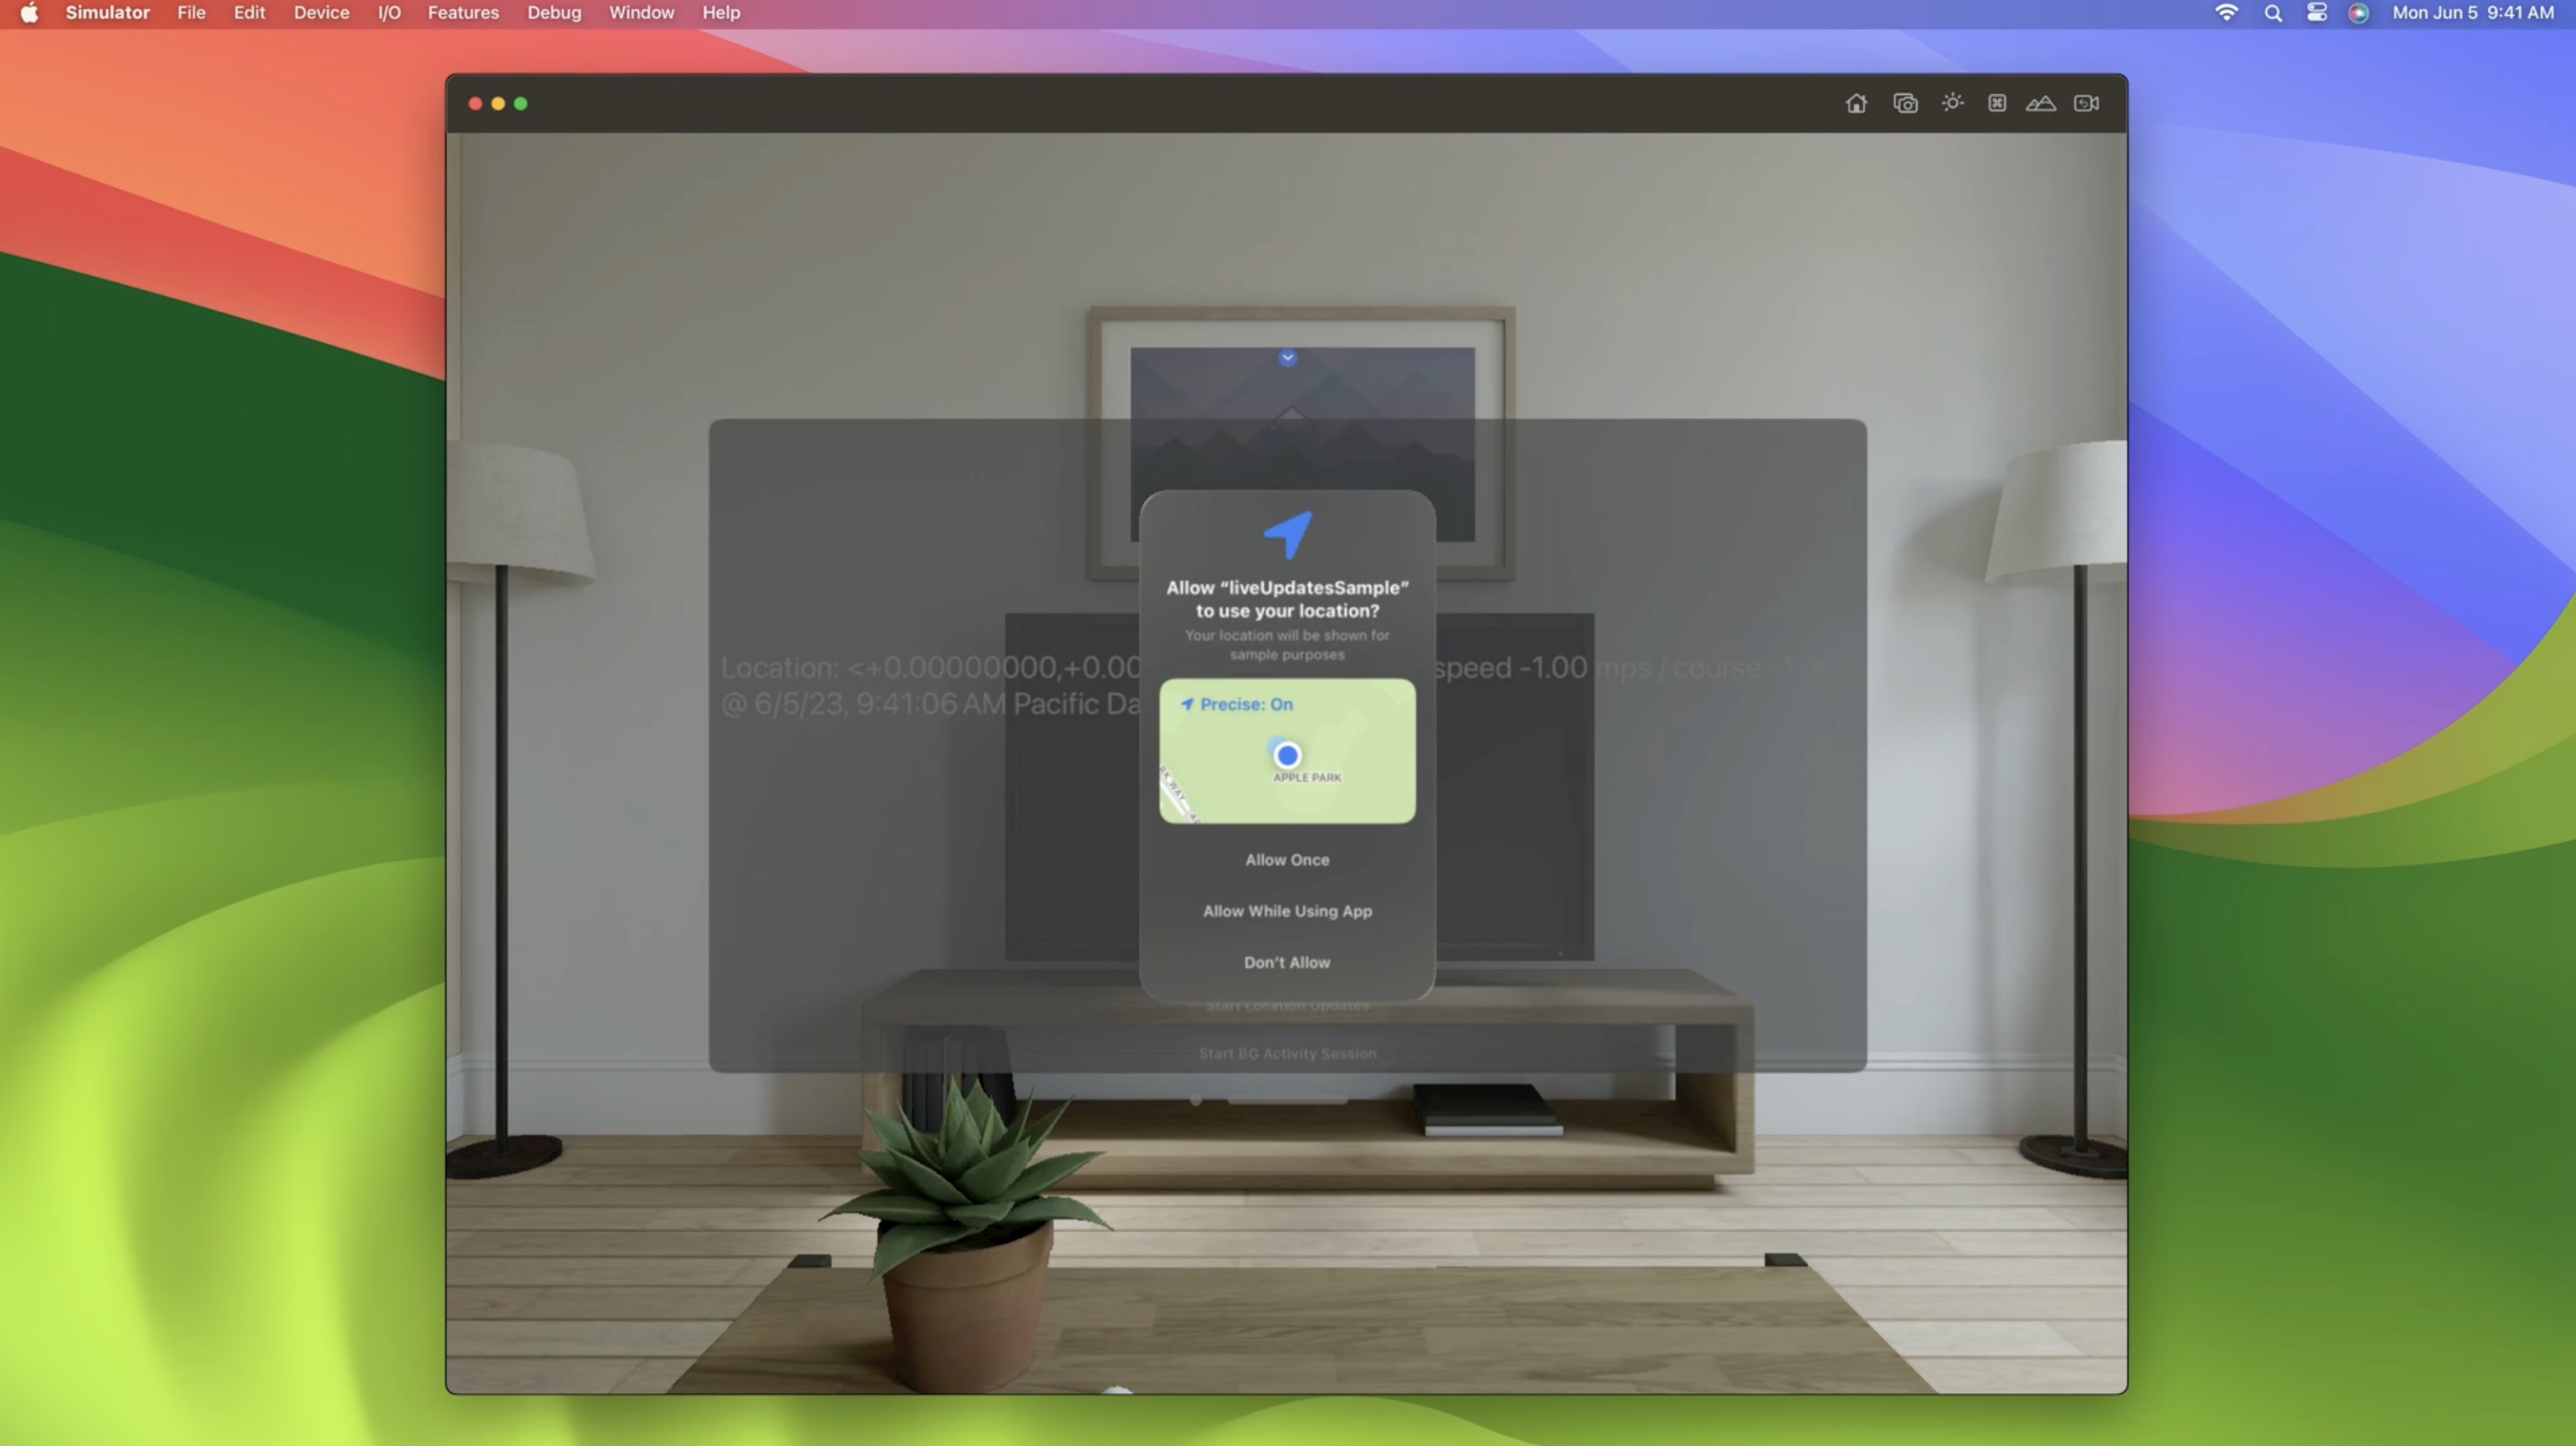 Simulator File Edit Device I/O Features Debug Window Help
Mon Jun 5 9:41 AM
Allow “liveUpdatesSample”
to use your location?
Your location will be shown for
sample purposes
Location: <+0.00000000,+0.00
speed -1.00 mps / course
@ 6/5/23, 9:41:06 AM Pacific Da
Precise: On
APPLE PARK
RK WAY
Allow Once
Allow While Using App
Don't Allow
Start Location Updates
Start BG Activity Session